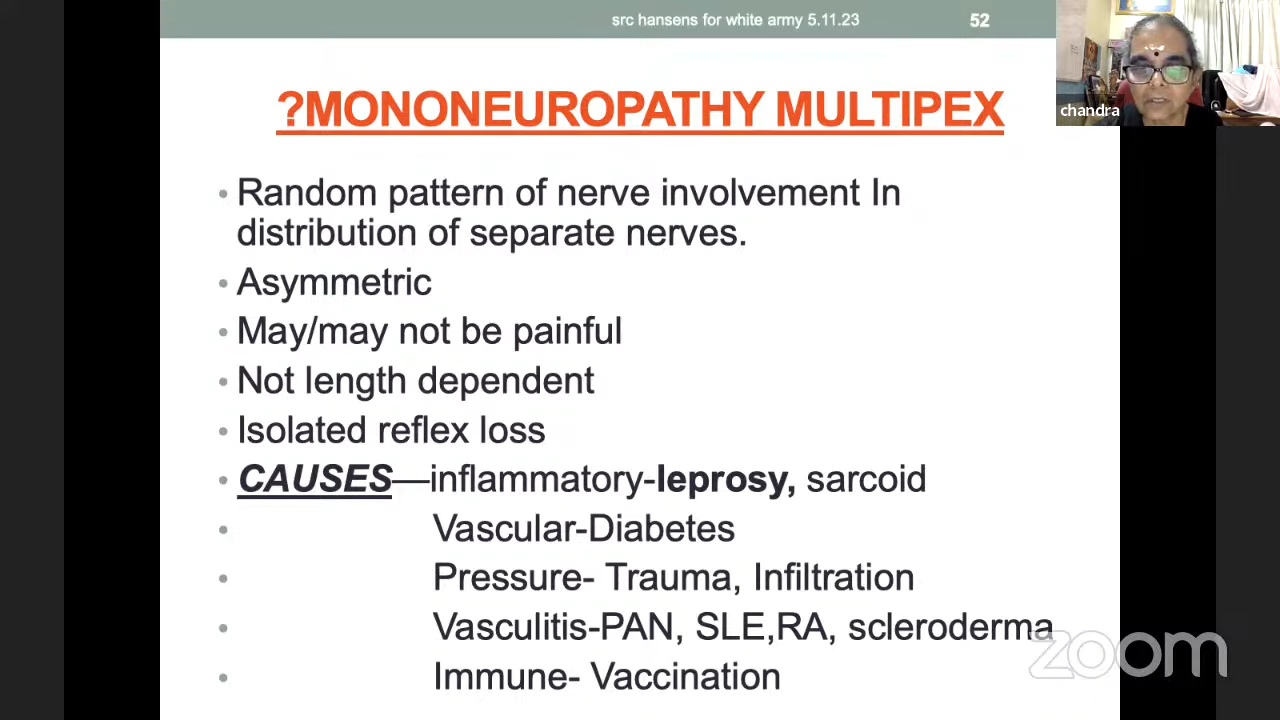 src hansens for white army 5.11.23
52
chandra
?MONONEUROPATHY MULTIPEX
• Random pattern of nerve involvement In
distribution of separate nerves.
• Asymmetric
• May/may not be painful
• Not length dependent
• Isolated reflex loss
• CAUSES—inflammatory-leprosy, sarcoid
• Vascular-Diabetes
• Pressure- Trauma, Infiltration
• Vasculitis-PAN, SLE,RA, scleroderma
• Immune- Vaccination
zoom